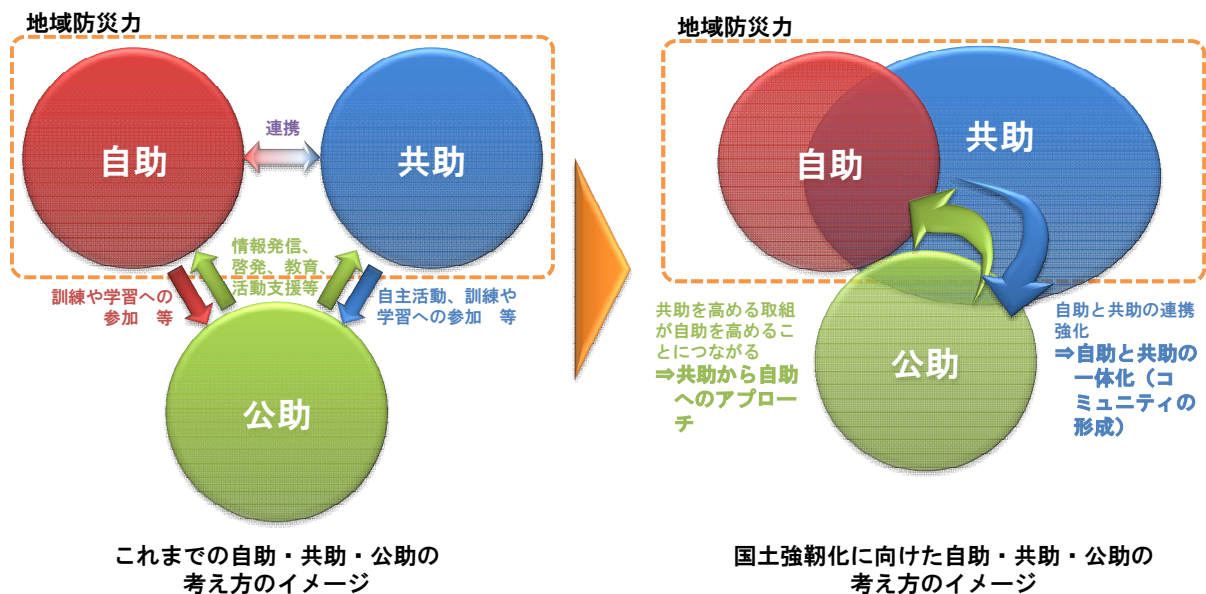 地域防災力
自助
連携
共助
情報発信、
啓発、教育、
活動支援等
訓練や学習への
参加　等
自主活動、訓練や
学習への参加　等
公助
これまでの自助・共助・公助の
考え方のイメージ
地域防災力
自助
共助
公助
共助を高める取組
が自助を高めるこ
とにつながる
⇒共助から自助
へのアプロー
チ
自助と共助の連携
強化
⇒自助と共助の
一体化（コ
ミュニティの
形成）
国土強靭化に向けた自助・共助・公助の
考え方のイメージ